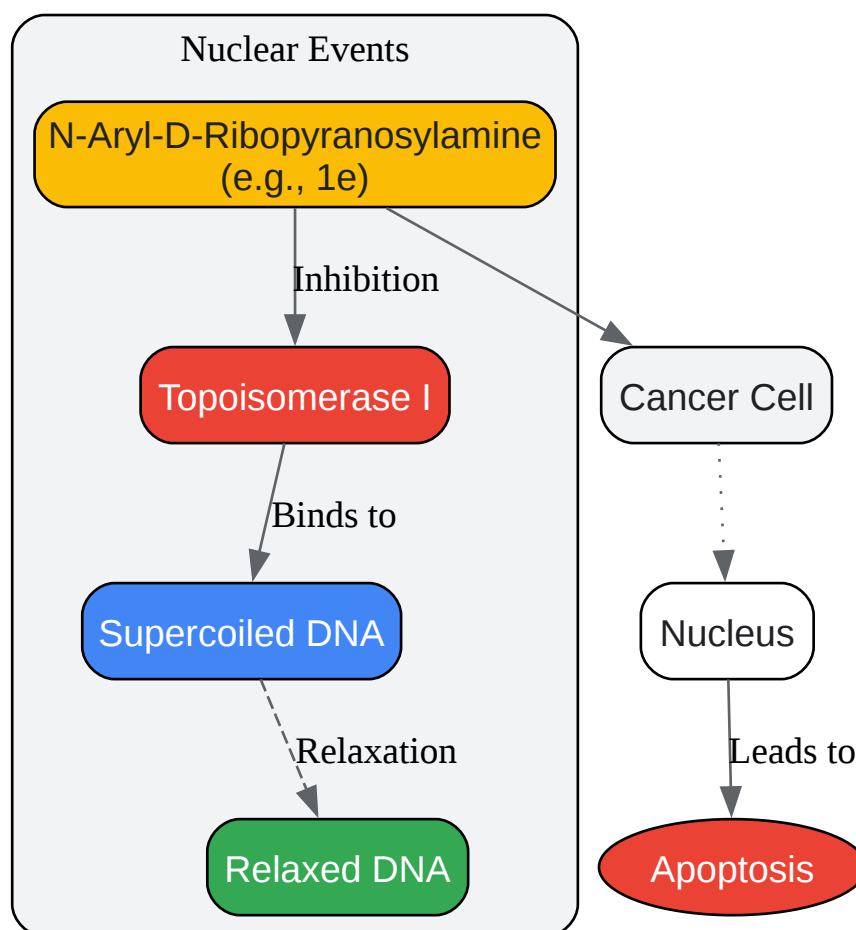 Nuclear Events
N-Aryl-D-Ribopyranosylamine
(e.g., 1e)
Inhibition
Topoisomerase I
Cancer Cell
Binds to
Supercoiled DNA
Nucleus
Relaxation
Leads to
Relaxed DNA
Apoptosis